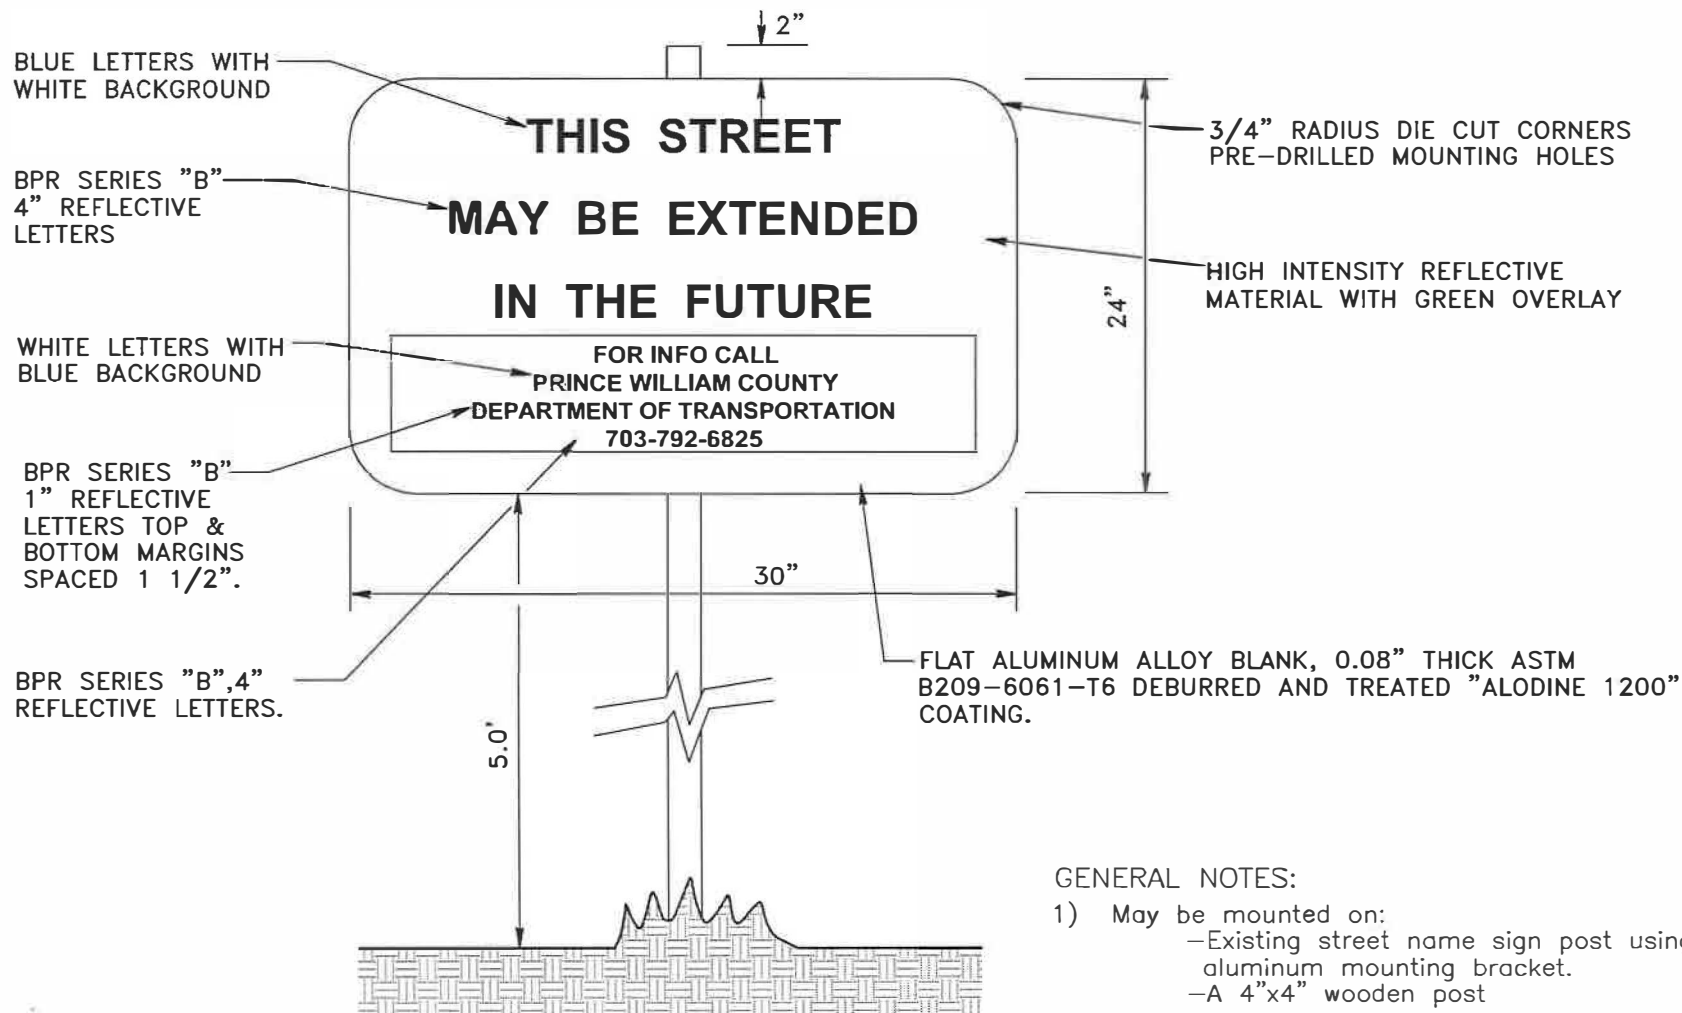 2”
BLUE LETTERS WITH
WHITE BACKGROUND
BPR SERIES ”B”
4” REFLECTIVE
LETTERS
WHITE LETTERS WITH
BLUE BACKGROUND
BPR SERIES ”B”
1” REFLECTIVE
LETTERS TOP &
BOTTOM MARGINS
SPACED 1 1/2”.
BPR SERIES ”B”,4”
REFLECTIVE LETTERS.
THIS STREET
MAY BE EXTENDED
IN THE FUTURE
FOR INFO CALL
PRINCE WILLIAM COUNTY
DEPARTMENT OF TRANSPORTATION
703-792-6825
30”
5.0'
24”
3/4” RADIUS DIE CUT CORNERS
PRE-DRILLED MOUNTING HOLES
HIGH INTENSITY REFLECTIVE
MATERIAL WITH GREEN OVERLAY
FLAT ALUMINUM ALLOY BLANK, 0.08” THICK ASTM
B209-6061-T6 DEBURRED AND TREATED ”ALODINE 1200”
COATING.
GENERAL NOTES:
1) May be mounted on:
-Existing street name sign post
aluminum mounting bracket.
-A 4”x4” wooden post